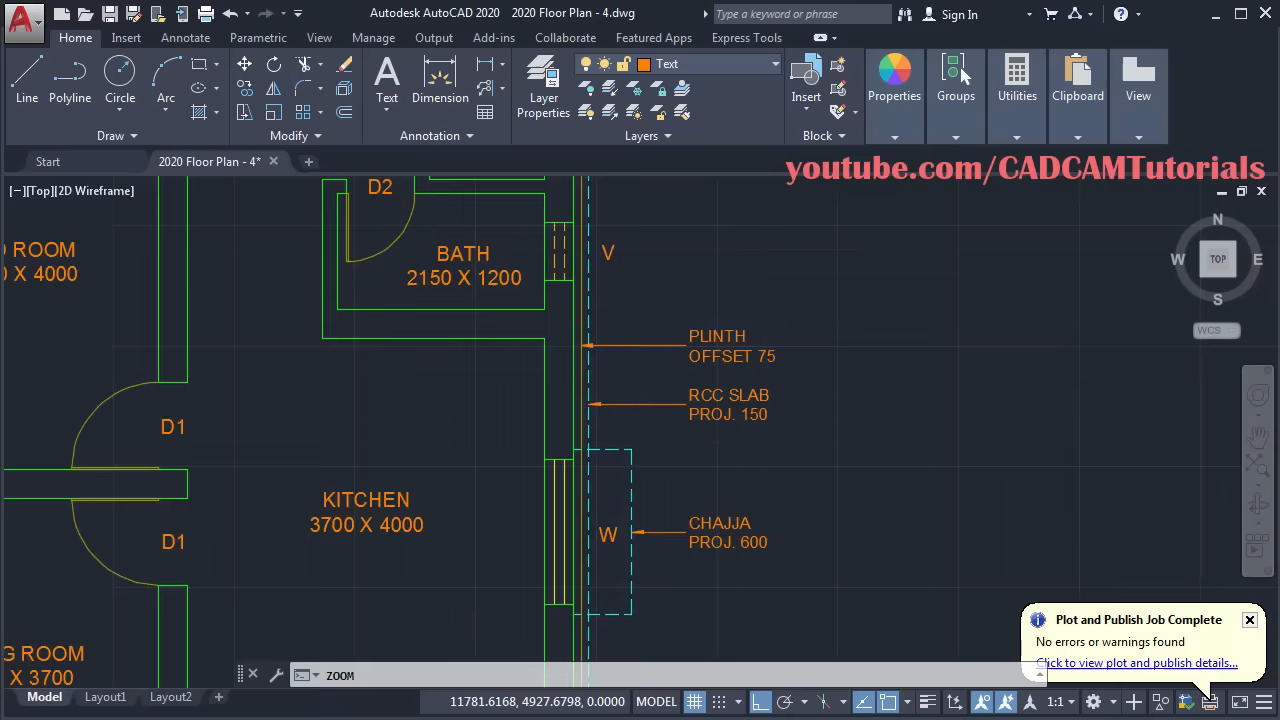 Autodesk AutoCAD 2020   2020 Floor Plan - 4.dwg
Type a keyword or phrase
Sign In
Home Insert Annotate Parametric View Manage Output Add-ins Collaborate Featured Apps Express Tools
Line Polyline Circle Arc
Draw
Modify
Text Dimension
Annotation
Layer
Properties
Text
Layers
Insert
Block
Properties
Groups
Utilities
Clipboard
View
Start
2020 Floor Plan - 4*
youtube.com/CADCAMTutorials
[−][Top][2D Wireframe]
N
W TOP E
S
WCS
D2
ROOM
X 4000
BATH
2150 X 1200
V
PLINTH
OFFSET 75
RCC SLAB
PROJ. 150
D1
KITCHEN
3700 X 4000
W
CHAJJA
PROJ. 600
D1
G ROOM
X 3700
Plot and Publish Job Complete
No errors or warnings found
Click to view plot and publish details...
ZOOM
Model Layout1 Layout2
11781.6168, 4927.6798, 0.0000 MODEL
1:1